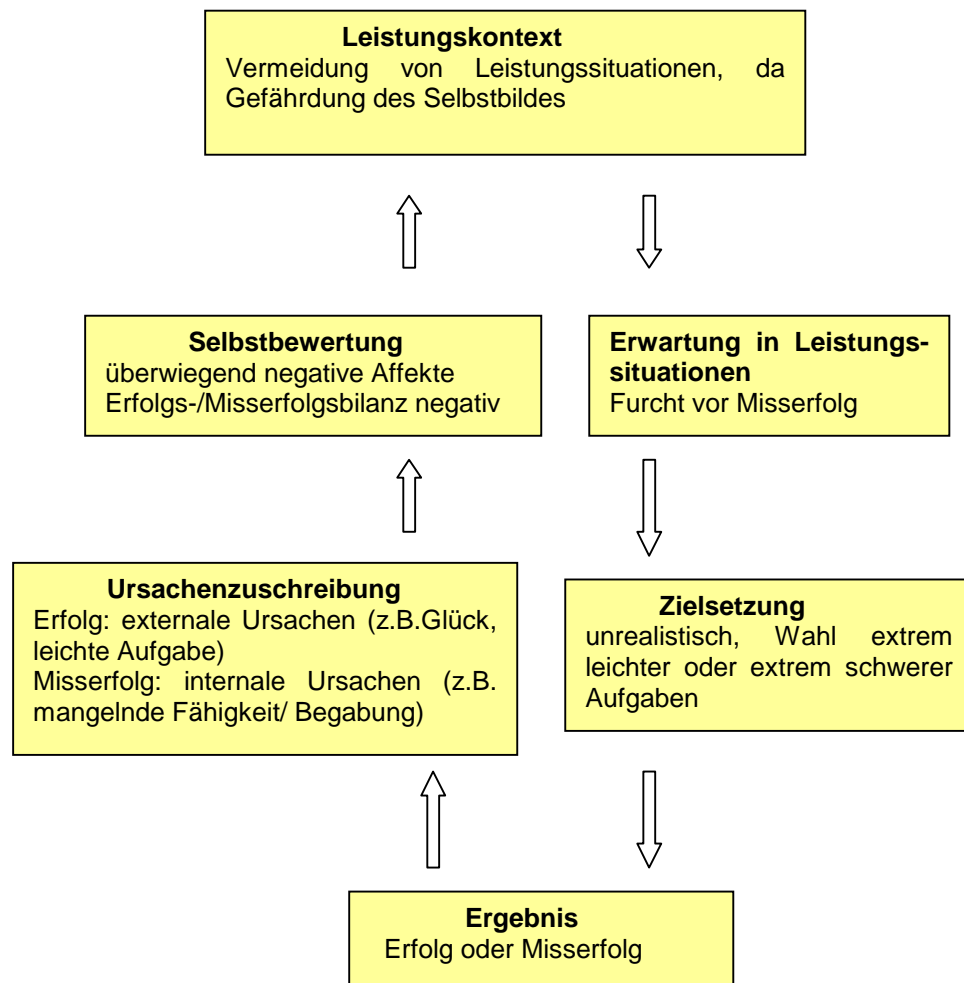 Leistungskontext
Vermeidung von Leistungssituationen, da
Gefährdung des Selbstbildes
Selbstbewertung
überwiegend negative Affekte
Erfolgs-/Misserfolgsbilanz negativ
Erwartung in Leistungs-
situationen
Furcht vor Misserfolg
Ursachenzuschreibung
Erfolg: externale Ursachen (z.B.Glück,
leichte Aufgabe)
Misserfolg: internale Ursachen (z.B.
mangelnde Fähigkeit/ Begabung)
Zielsetzung
unrealistisch, Wahl extrem
leichter oder extrem schwerer
Aufgaben
Ergebnis
Erfolg oder Misserfolg